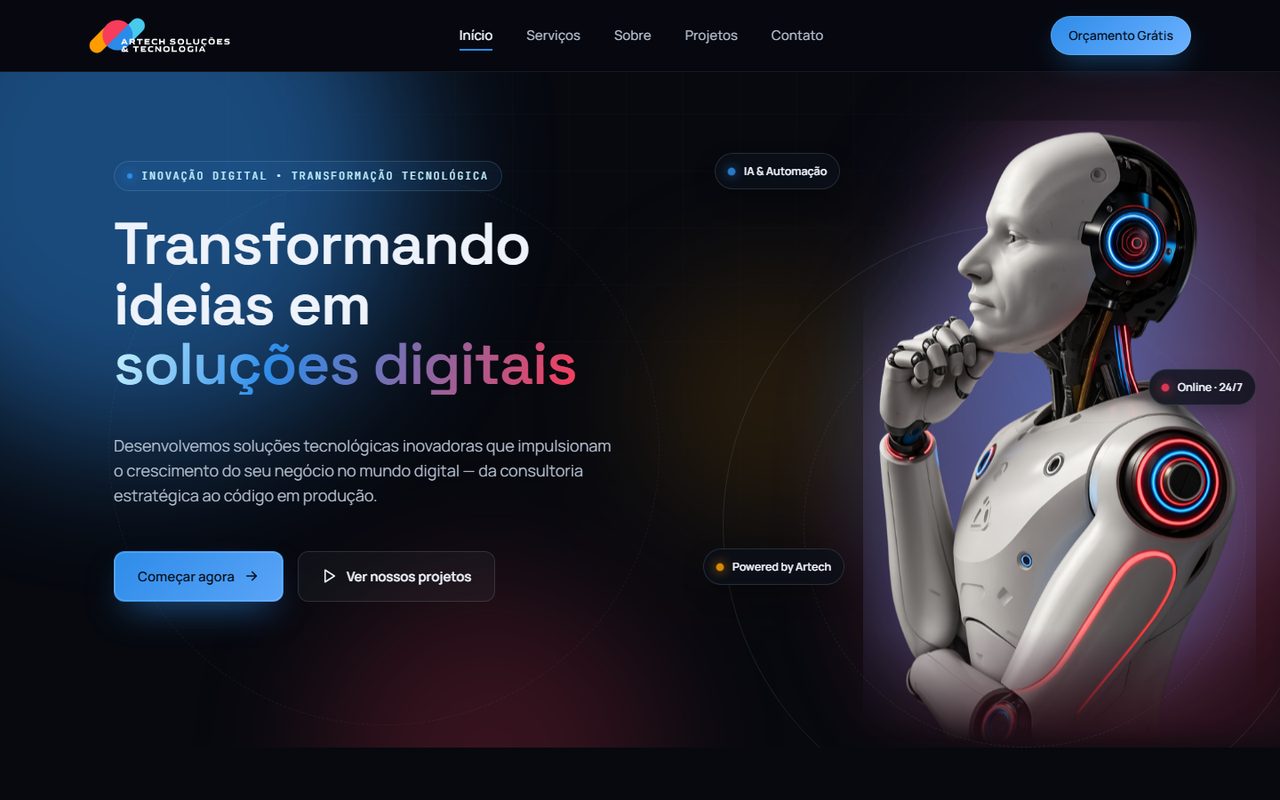 ARTECH SOLUÇÕES
& TECNOLOGIA
Início
Serviços
Sobre
Projetos
Contato
Orçamento Grátis
INOVAÇÃO DIGITAL • TRANSFORMAÇÃO TECNOLÓGICA
Transformando
ideias em
soluções digitais
Desenvolvemos soluções tecnológicas inovadoras que impulsionam
o crescimento do seu negócio no mundo digital — da consultoria
estratégica ao código em produção.
Começar agora
Ver nossos projetos
IA & Automação
Online · 24/7
Powered by Artech